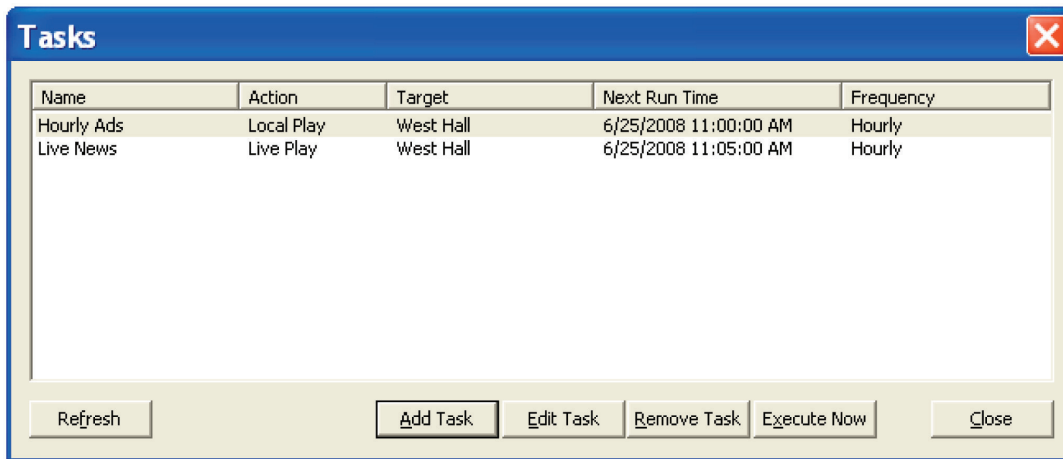 Tasks
Name Action Target Next Run Time Frequency
Hourly Ads Local Play West Hall 6/25/2008 11:00:00 AM Hourly
Live News Live Play West Hall 6/25/2008 11:05:00 AM Hourly
Refresh Add Task Edit Task Remove Task Execute Now Close